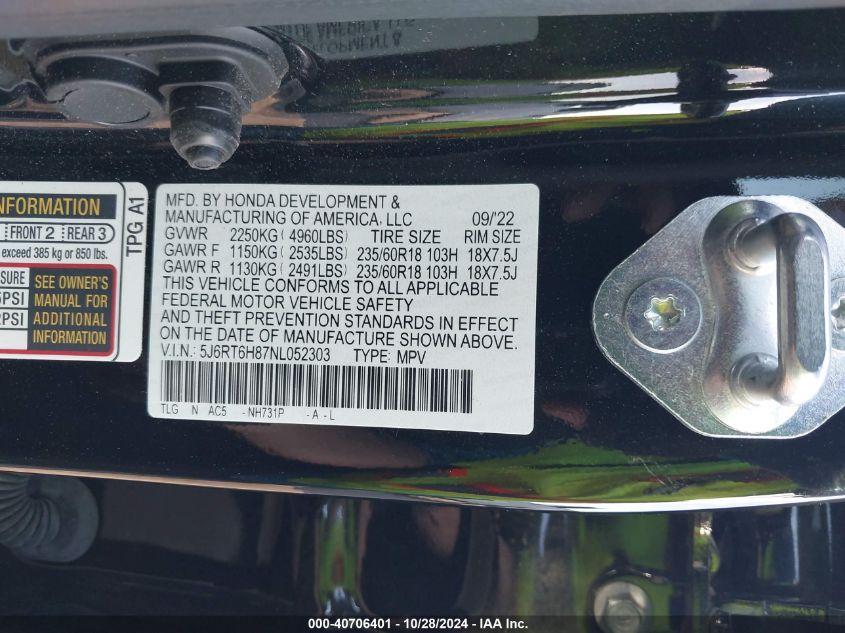 NFORMATION
FRONT 2 REAR 3
exceed 385 kg or 850 lbs.
SURE
SEE OWNER'S
MANUAL FOR
ADDITIONAL
INFORMATION
PSI
PSI
TPG A1
MFD. BY HONDA DEVELOPMENT &
MANUFACTURING OF AMERICA, LLC 09/'22
GVWR 2250KG ( 4960LBS) TIRE SIZE RIM SIZE
GAWR F 1150KG ( 2535LBS) 235/60R18 103H 18X7.5J
GAWR R 1130KG ( 2491LBS) 235/60R18 103H 18X7.5J
THIS VEHICLE CONFORMS TO ALL APPLICABLE
FEDERAL MOTOR VEHICLE SAFETY
AND THEFT PREVENTION STANDARDS IN EFFECT
ON THE DATE OF MANUFACTURE SHOWN ABOVE.
V.I.N.: 5J6RT6H87NL052303 TYPE: MPV
TLG N AC5 -NH731P -A-L
000-40706401 - 10/28/2024 - IAA Inc.